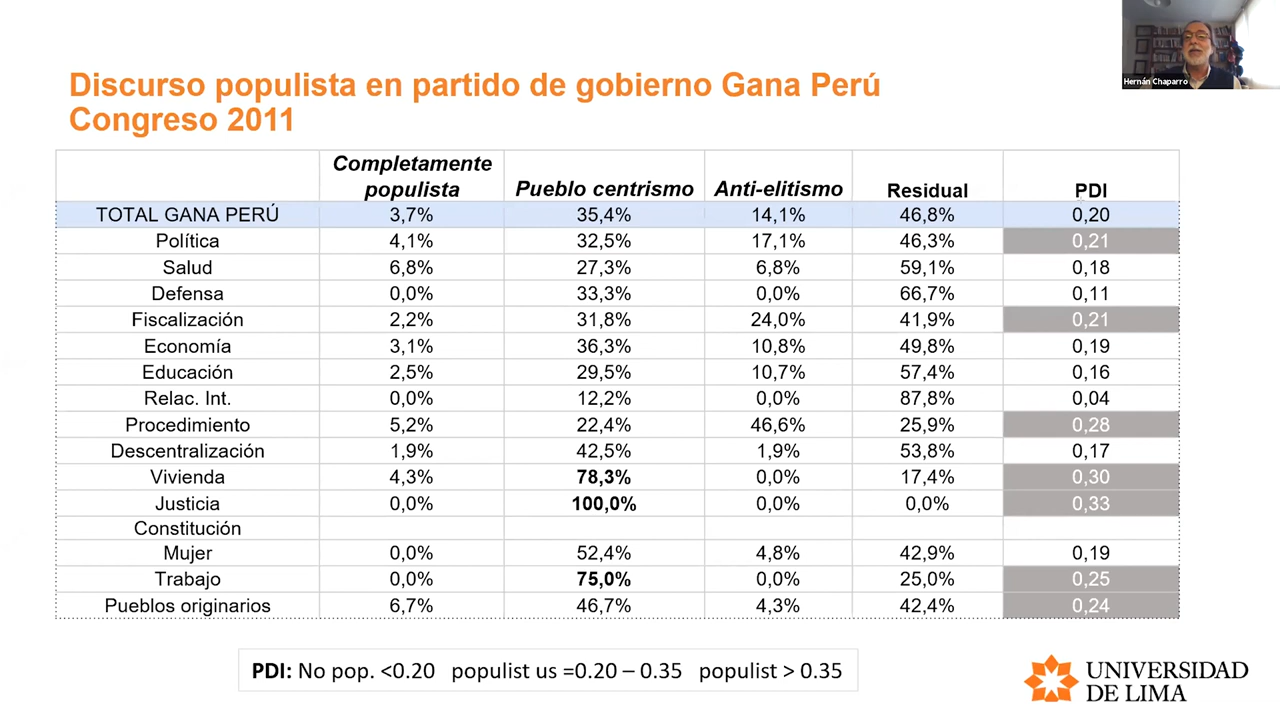 Hernán Chaparro
Discurso populista en partido de gobierno Gana Perú
Congreso 2011
Completamente populista Pueblo centrismo Anti-elitismo Residual PDI
TOTAL GANA PERÚ 3,7% 35,4% 14,1% 46,8% 0,20
Política 4,1% 32,5% 17,1% 46,3% 0,21
Salud 6,8% 27,3% 6,8% 59,1% 0,18
Defensa 0,0% 33,3% 0,0% 66,7% 0,11
Fiscalización 2,2% 31,8% 24,0% 41,9% 0,21
Economía 3,1% 36,3% 10,8% 49,8% 0,19
Educación 2,5% 29,5% 10,7% 57,4% 0,16
Relac. Int. 0,0% 12,2% 0,0% 87,8% 0,04
Procedimiento 5,2% 22,4% 46,6% 25,9% 0,28
Descentralización 1,9% 42,5% 1,9% 53,8% 0,17
Vivienda 4,3% 78,3% 0,0% 17,4% 0,30
Justicia 0,0% 100,0% 0,0% 0,0% 0,33
Constitución
Mujer 0,0% 52,4% 4,8% 42,9% 0,19
Trabajo 0,0% 75,0% 0,0% 25,0% 0,25
Pueblos originarios 6,7% 46,7% 4,3% 42,4% 0,24
PDI: No pop. <0.20 populist us =0.20 – 0.35 populist > 0.35
UNIVERSIDAD
DE LIMA